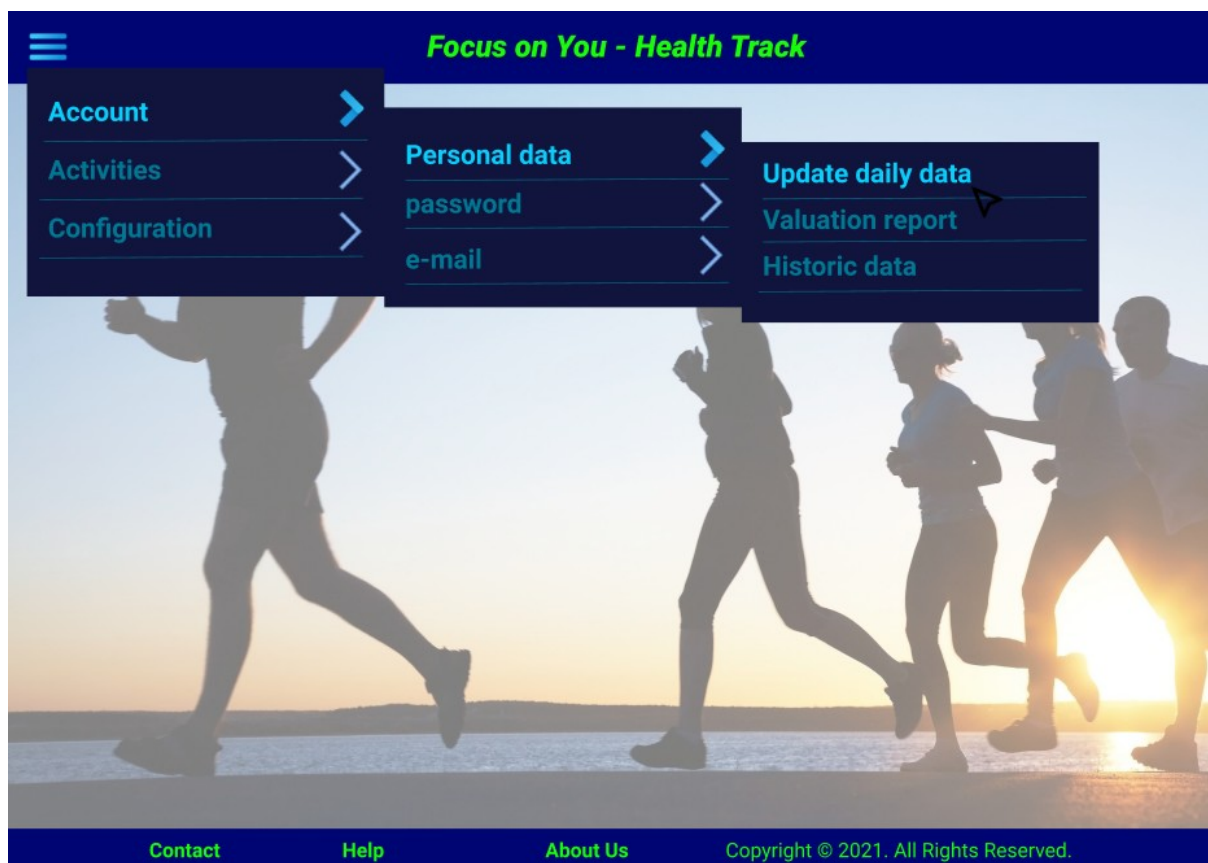 Focus on You - Health Track
Account
Activities
Configuration
Personal data
password
e-mail
Update daily data
Valuation report
Historic data
Contact Help About Us Copyright © 2021. All Rights Reserved.